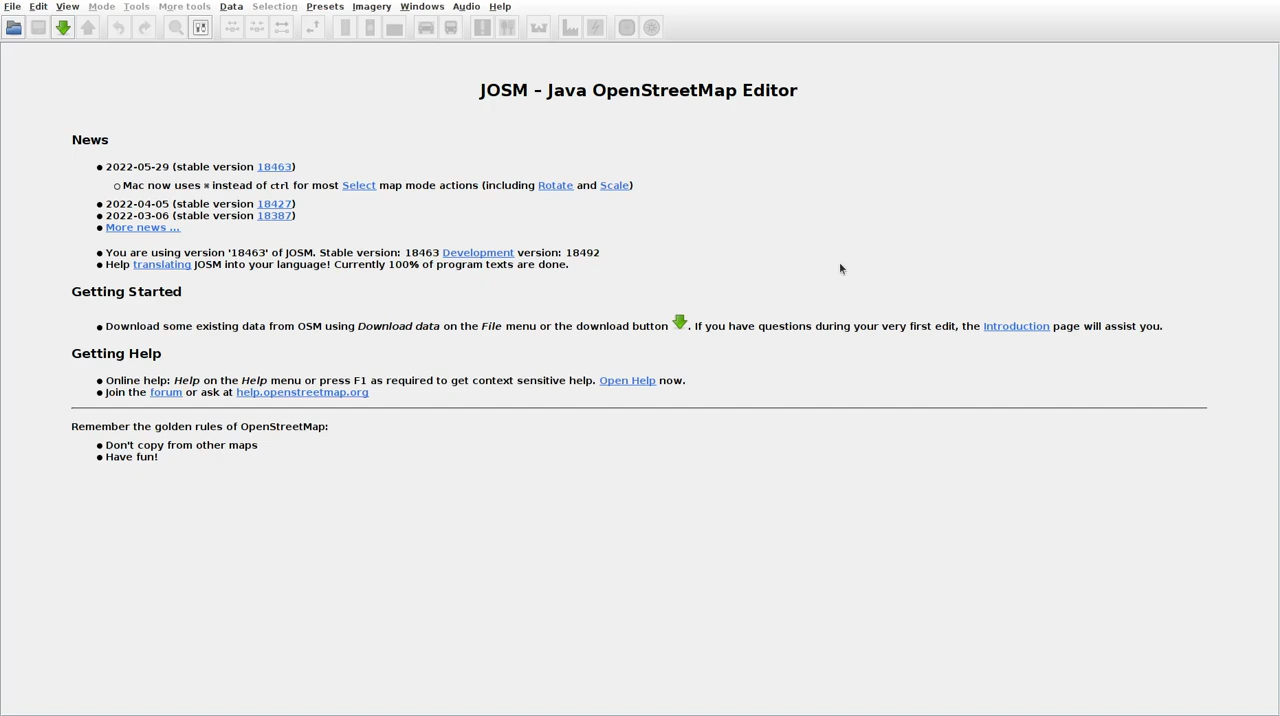 File Edit View Mode Tools More tools Data Selection Presets Imagery Windows Audio Help
JOSM – Java OpenStreetMap Editor
News
2022-05-29 (stable version 18463)
Mac now uses ⌘ instead of ctrl for most Select map mode actions (including Rotate and Scale)
2022-04-05 (stable version 18427)
2022-03-06 (stable version 18387)
More news ...
You are using version '18463' of JOSM. Stable version: 18463 Development version: 18492
Help translating JOSM into your language! Currently 100% of program texts are done.
Getting Started
Download some existing data from OSM using Download data on the File menu or the download button . If you have questions during your very first edit, the Introduction page will assist you.
Getting Help
Online help: Help on the Help menu or press F1 as required to get context sensitive help. Open Help now.
Join the forum or ask at help.openstreetmap.org
Remember the golden rules of OpenStreetMap:
Don't copy from other maps
Have fun!